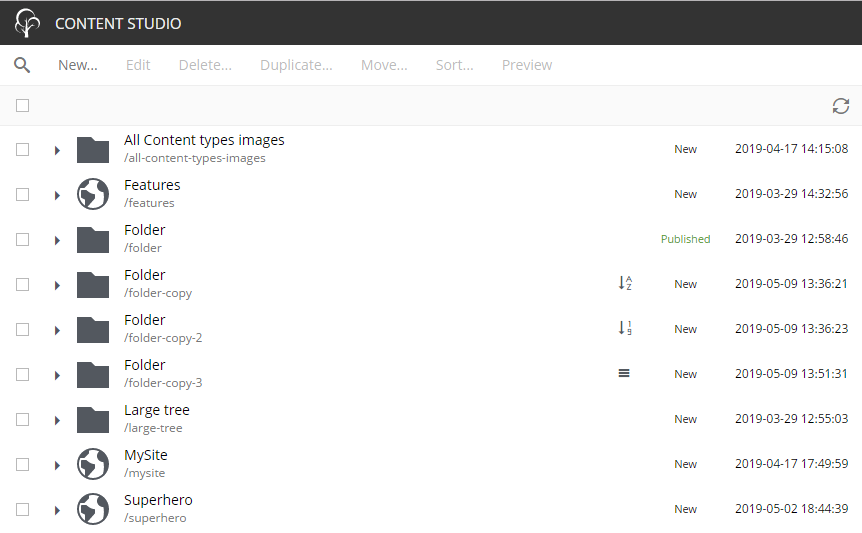 CONTENT STUDIO
New... Edit Delete... Duplicate... Move... Sort... Preview
All Content types images
/all-content-types-images
New 2019-04-17 14:15:08
Features
/features
New 2019-03-29 14:32:56
Folder
/folder
Published 2019-03-29 12:58:46
Folder
/folder-copy
A
Z
New 2019-05-09 13:36:21
Folder
/folder-copy-2
1
9
New 2019-05-09 13:36:23
Folder
/folder-copy-3
New 2019-05-09 13:51:31
Large tree
/large-tree
New 2019-03-29 12:55:03
MySite
/mysite
New 2019-04-17 17:49:59
Superhero
/superhero
New 2019-05-02 18:44:39